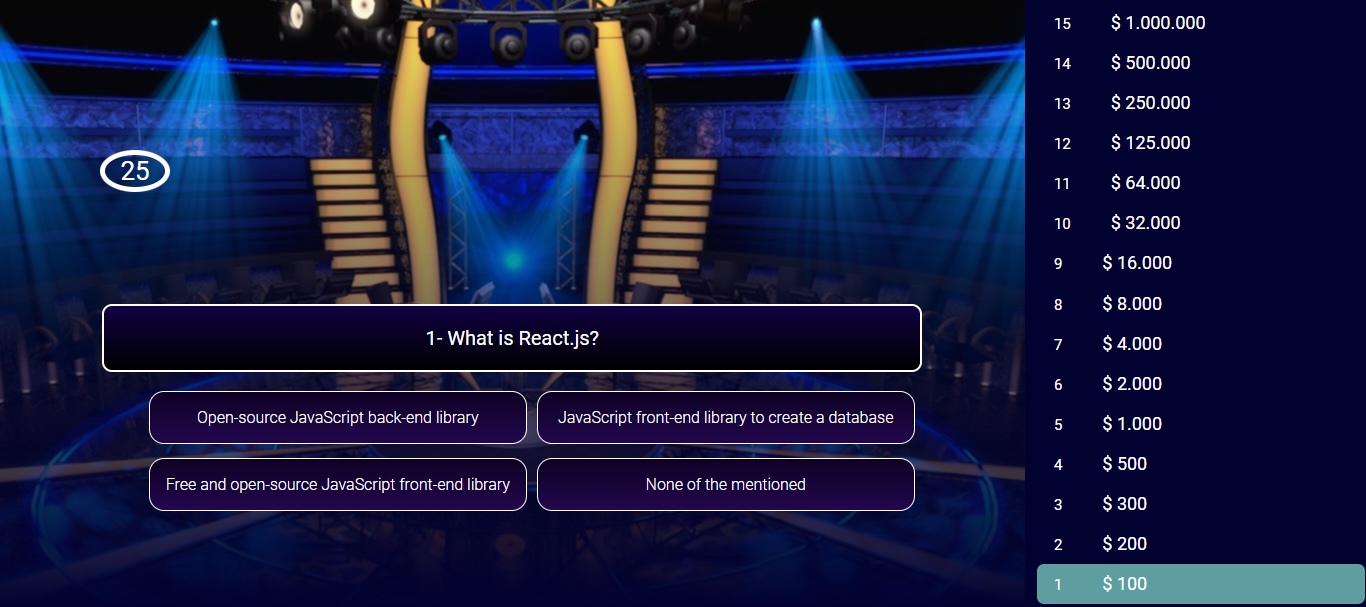 25
1- What is React.js?
Open-source JavaScript back-end library
JavaScript front-end library to create a database
Free and open-source JavaScript front-end library
None of the mentioned
15 $ 1.000.000
14 $ 500.000
13 $ 250.000
12 $ 125.000
11 $ 64.000
10 $ 32.000
9 $ 16.000
8 $ 8.000
7 $ 4.000
6 $ 2.000
5 $ 1.000
4 $ 500
3 $ 300
2 $ 200
1 $ 100